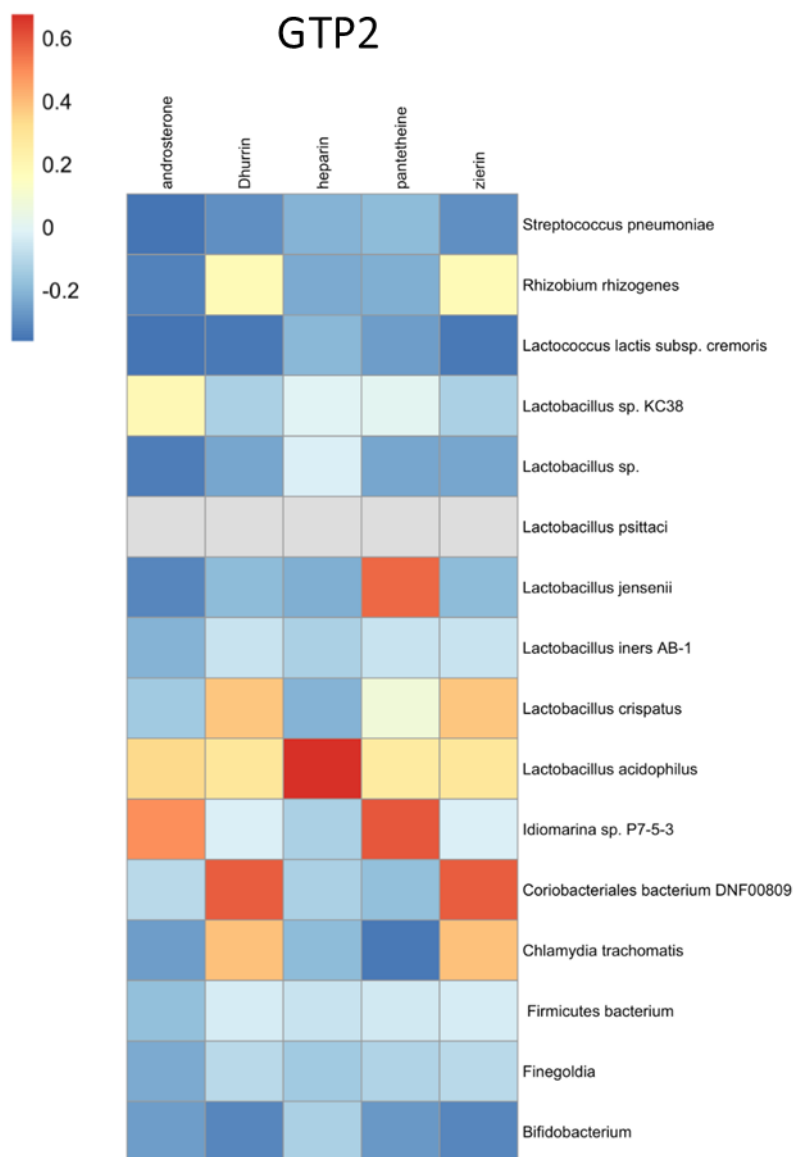 GTP2
0.6
0.4
0.2
0
-0.2
androsterone
Dhurrin
heparin
pantetheine
zierin
Streptococcus pneumoniae
Rhizobium rhizogenes
Lactococcus lactis subsp. cremoris
Lactobacillus sp. KC38
Lactobacillus sp.
Lactobacillus psittaci
Lactobacillus jensenii
Lactobacillus iners AB-1
Lactobacillus crispatus
Lactobacillus acidophilus
Idiomarina sp. P7-5-3
Coriobacteriales bacterium DNF00809
Chlamydia trachomatis
Firmicutes bacterium
Finegoldia
Bifidobacterium